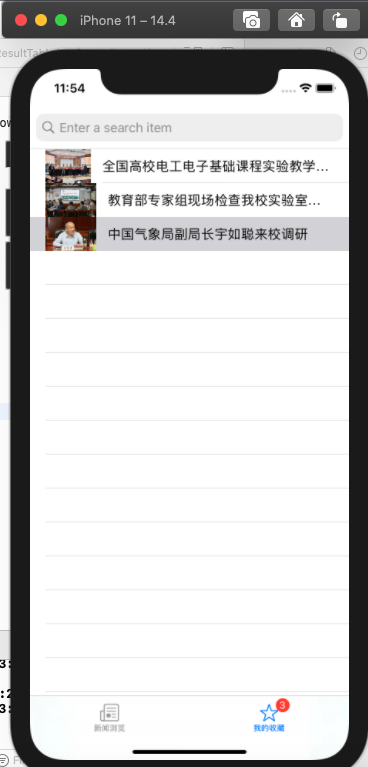 iPhone 11 – 14.4
11:54
Enter a search item
全国高校电工电子基础课程实验教学...
教育部专家组现场检查我校实验室...
中国气象局副局长宇如聪来校调研
新闻浏览
3
我的收藏